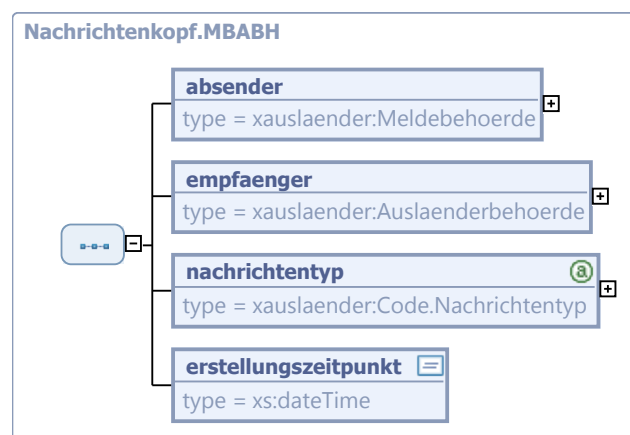 Nachrichtenkopf.MBABH
absender
type = xauslaender:Meldebehoerde
empfaenger
type = xauslaender:Auslaenderbehoerde
nachrichtentyp
type = xauslaender:Code.Nachrichtentyp
erstellungszeitpunkt
type = xs:dateTime